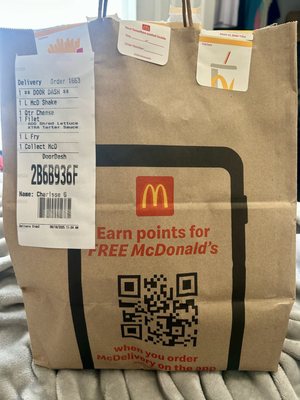 Delivery Order 1663
1 ** DOOR DASH **
1 L McD Shake
1 Qtr Cheese
1 Filet
ADD Shred Lettuce
XTRA Tartar Sauce
1 L Fry
1 Collect McD
DoorDash
2B6B936F
Name: Charisse G
Earn points for
FREE McDonald's
when you order
McDelivery on the app